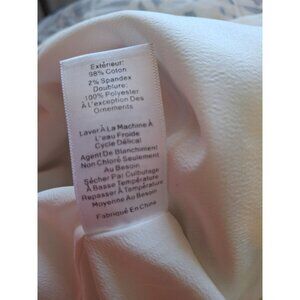 Extérieur:
98% Coton
2% Spandex
Doublure:
100% Polyester
À L'exception Des
Ornements
Laver À La Machine À
L'eau Froide
Cycle Délical
Agent De Blanchiment
Non Chloré Seulement
Au Besoin
Sécher Par Culbutage
À Basse Température
Repasser À Température
Moyenne Au Besoin
Fabriqué En Chine